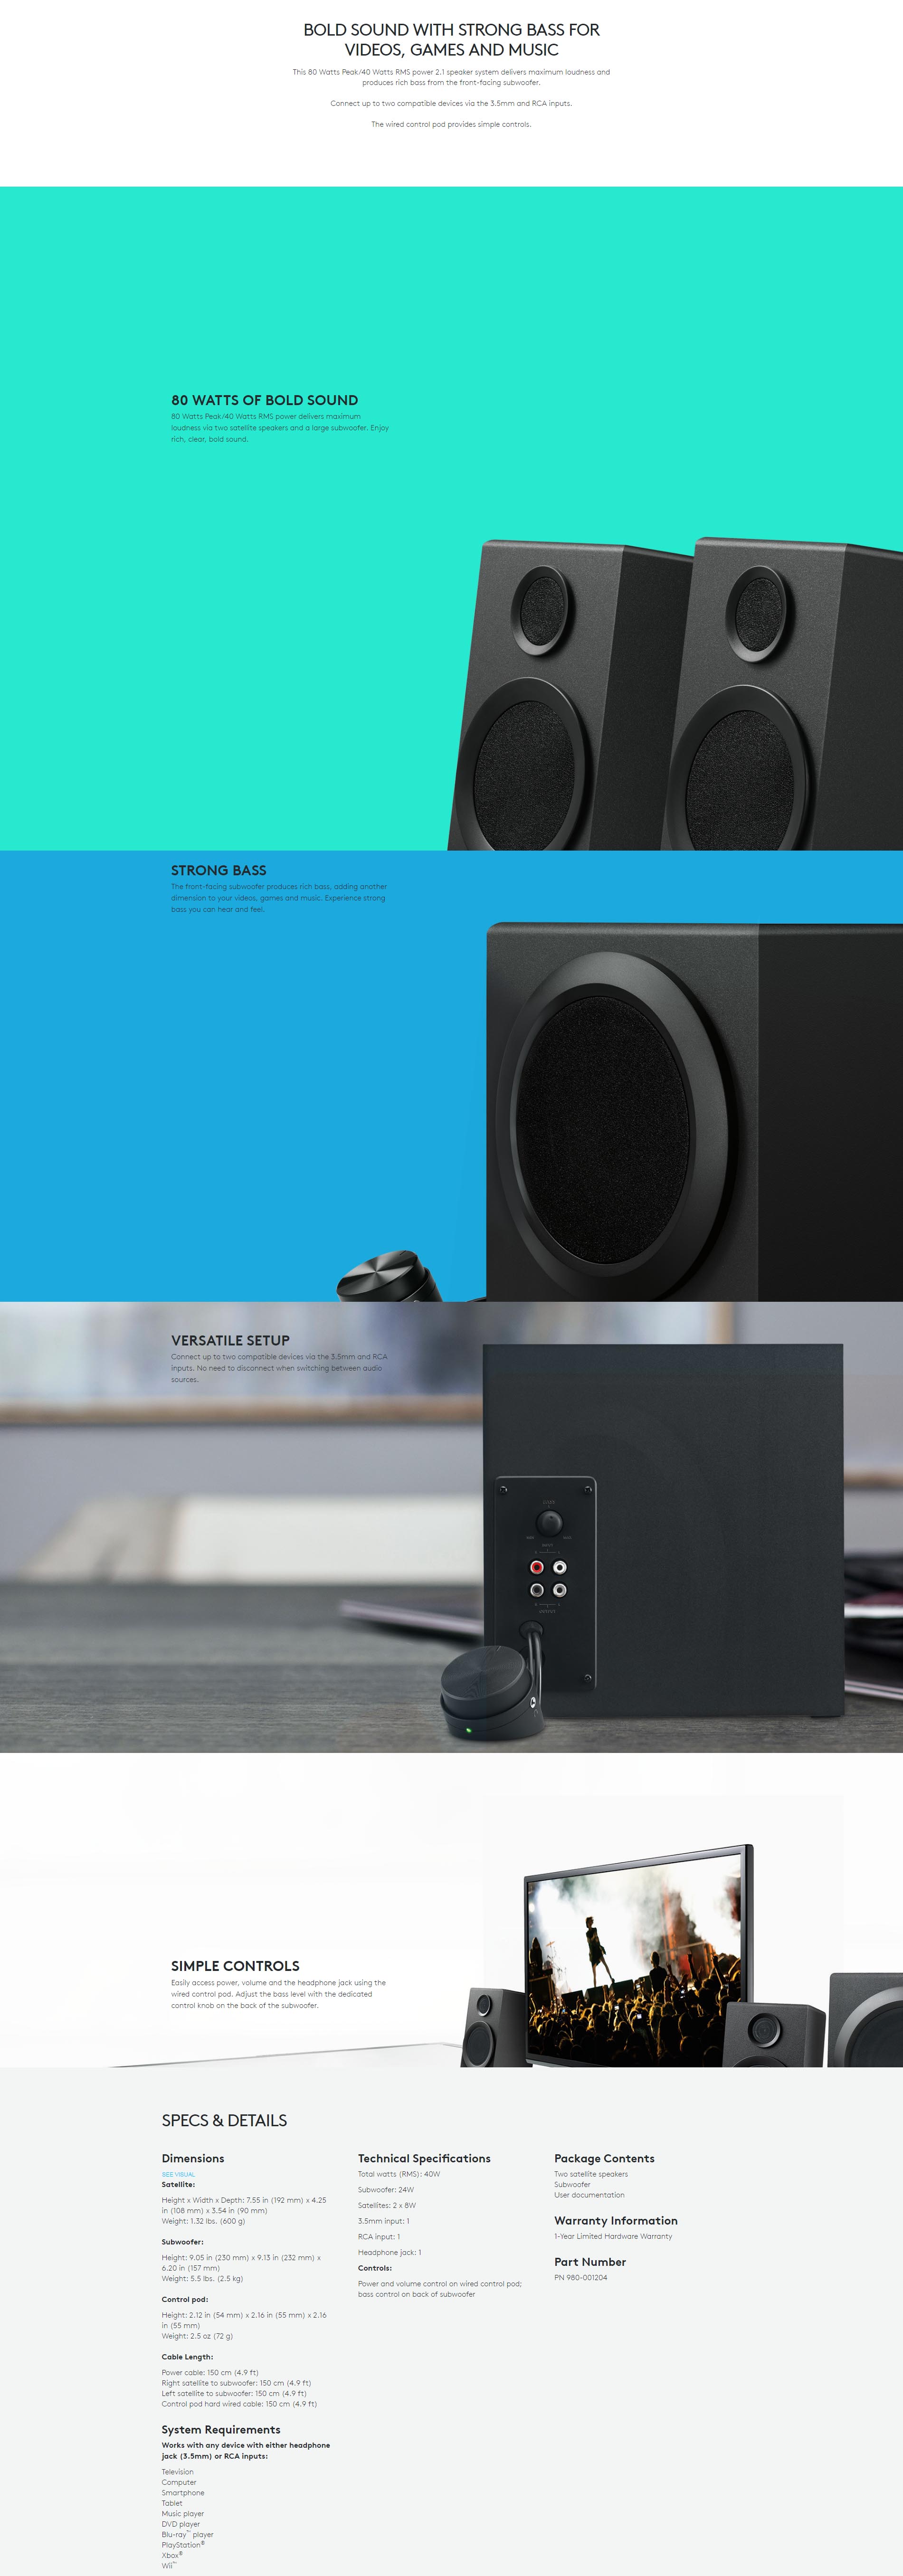 BOLD SOUND WITH STRONG BASS FOR
VIDEOS, GAMES AND MUSIC
This 80 Watts Peak/40 Watts RMS power 2.1 speaker system delivers maximum loudness and
produces rich bass from the front-facing subwoofer.
Connect up to two compatible devices via the 3.5mm and RCA inputs.
The wired control pod provides simple controls.
80 WATTS OF BOLD SOUND
80 Watts Peak/40 Watts RMS power delivers maximum
loudness via two satellite speakers and a large subwoofer. Enjoy
rich, clear, bold sound.
STRONG BASS
The front-facing subwoofer produces rich bass, adding another
dimension to your videos, games and music. Experience strong
bass you can hear and feel.
VERSATILE SETUP
Connect up to two compatible devices via the 3.5mm and RCA
inputs. No need to disconnect when switching between audio
sources.
INPUT
SIMPLE CONTROLS
Easily access power, volume and the headphone jack using the
wired control pod. Adjust the bass level with the dedicated
control knob on the back of the subwoofer.
SPECS & DETAILS
Dimensions
SEE VISUAL
Satellite:
Height x Width x Depth: 7.55 in (192 mm) x 4.25
in (108 mm) x 3.54 in (90 mm)
Weight: 1.32 lbs. (600 g)
Subwoofer:
Height: 9.05 in (230 mm) x 9.13 in (232 mm) x
6.20 in (157 mm)
Weight: 5.5 lbs. (2.5 kg)
Control pod:
Height: 2.12 in (54 mm) x 2.16 in (55 mm) x 2.16
in (55 mm)
Weight: 2.5 oz (72 g)
Cable Length:
Power cable: 150 cm (4.9 ft)
Right satellite to subwoofer: 150 cm (4.9 ft)
Left satellite to subwoofer: 150 cm (4.9 ft)
Control pod hard wired cable: 150 cm (4.9 ft)
System Requirements
Works with any device with either headphone
jack (3.5mm) or RCA inputs:
Television
Computer
Smartphone
Tablet
Music player
DVD player
Blu-ray™ player
PlayStation®
Xbox®
Wii™
Technical Specifications
Total watts (RMS): 40W
Subwoofer: 24W
Satellites: 2 x 8W
3.5mm input: 1
RCA input: 1
Headphone jack: 1
Controls:
Power and volume control on wired control pod;
bass control on back of subwoofer
Package Contents
Two satellite speakers
Subwoofer
User documentation
Warranty Information
1-Year Limited Hardware Warranty
Part Number
PN 980-001204